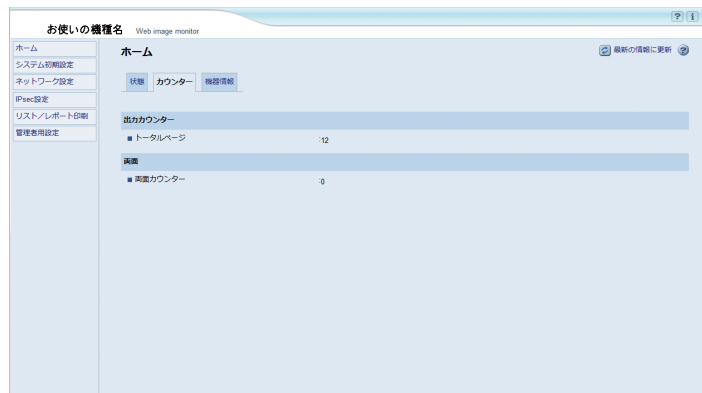 お使いの機種名 Web image monitor
ホーム
システム初期設定
ネットワーク設定
IPsec設定
リスト／レポート印刷
管理者用設定
ホーム
最新の情報に更新
状態 カウンター 機器情報
出力カウンター
トータルページ :12
両面
両面カウンター :0